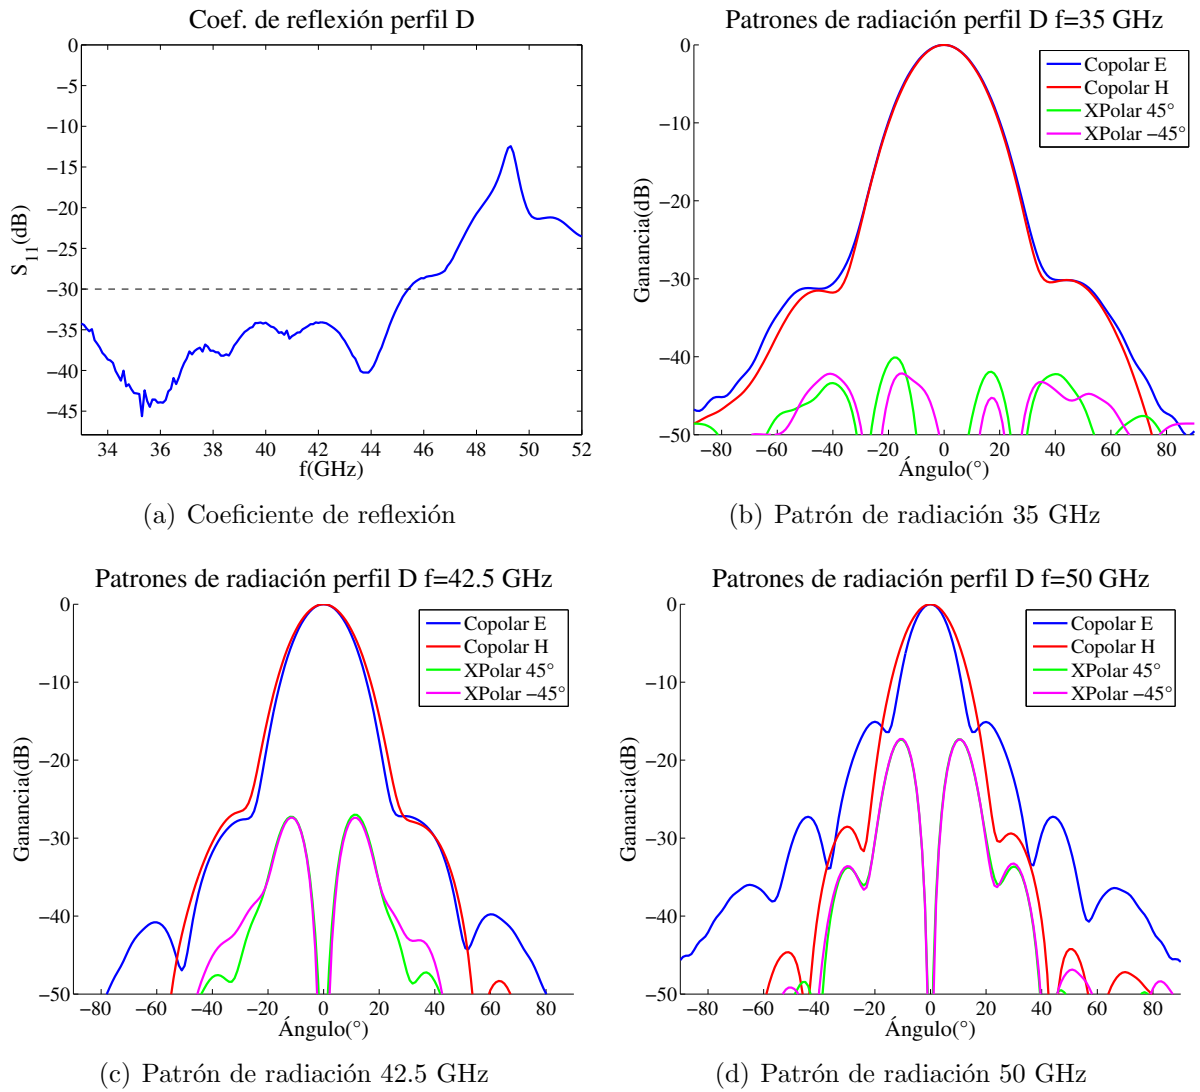 Coef. de reflexión perfil D
0
−5
−10
−15
−20
−25
−30
−35
−40
−45
S11(dB)
34 36 38 40 42 44 46 48 50 52
f(GHz)
(a) Coeficiente de reflexión
Patrones de radiación perfil D f=35 GHz
Copolar E
Copolar H
XPolar 45°
XPolar −45°
0
−10
−20
−30
−40
−50
Ganancia(dB)
−80 −60 −40 −20 0 20 40 60 80
Ángulo(°)
(b) Patrón de radiación 35 GHz
Patrones de radiación perfil D f=42.5 GHz
Copolar E
Copolar H
XPolar 45°
XPolar −45°
0
−10
−20
−30
−40
−50
Ganancia(dB)
−80 −60 −40 −20 0 20 40 60 80
Ángulo(°)
(c) Patrón de radiación 42.5 GHz
Patrones de radiación perfil D f=50 GHz
Copolar E
Copolar H
XPolar 45°
XPolar −45°
0
−10
−20
−30
−40
−50
Ganancia(dB)
−80 −60 −40 −20 0 20 40 60 80
Ángulo(°)
(d) Patrón de radiación 50 GHz